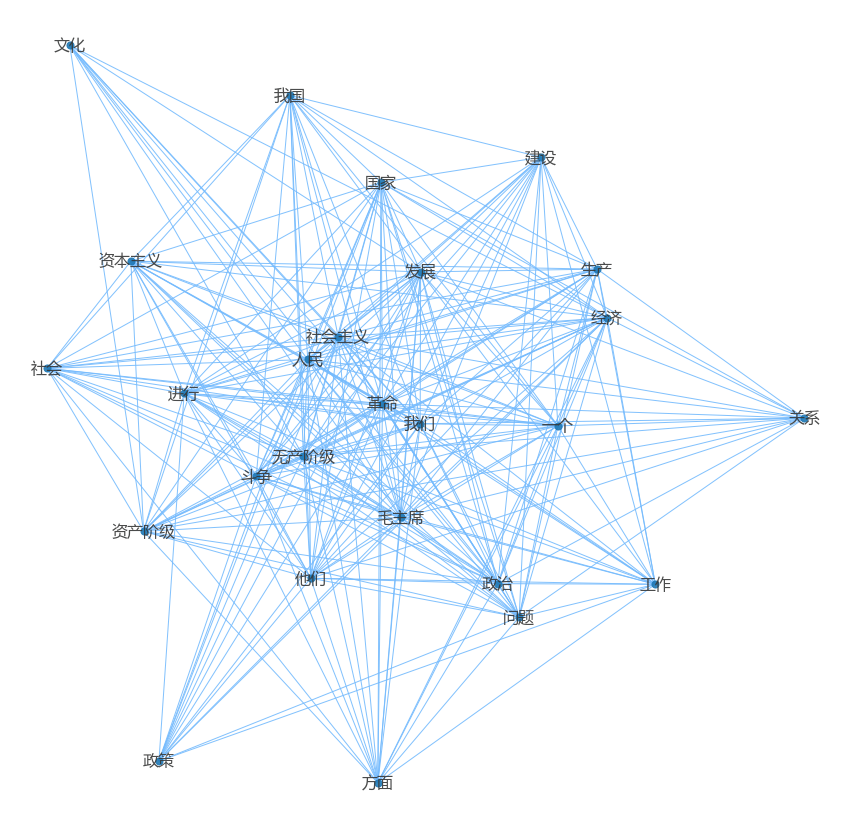 文化
我国
建设
国家
资本主义
发展
生产
经济
社会主义
人民
社会
进行
革命
我们
一个
关系
无产阶级
斗争
毛主席
资产阶级
他们
政治
工作
问题
政策
方面